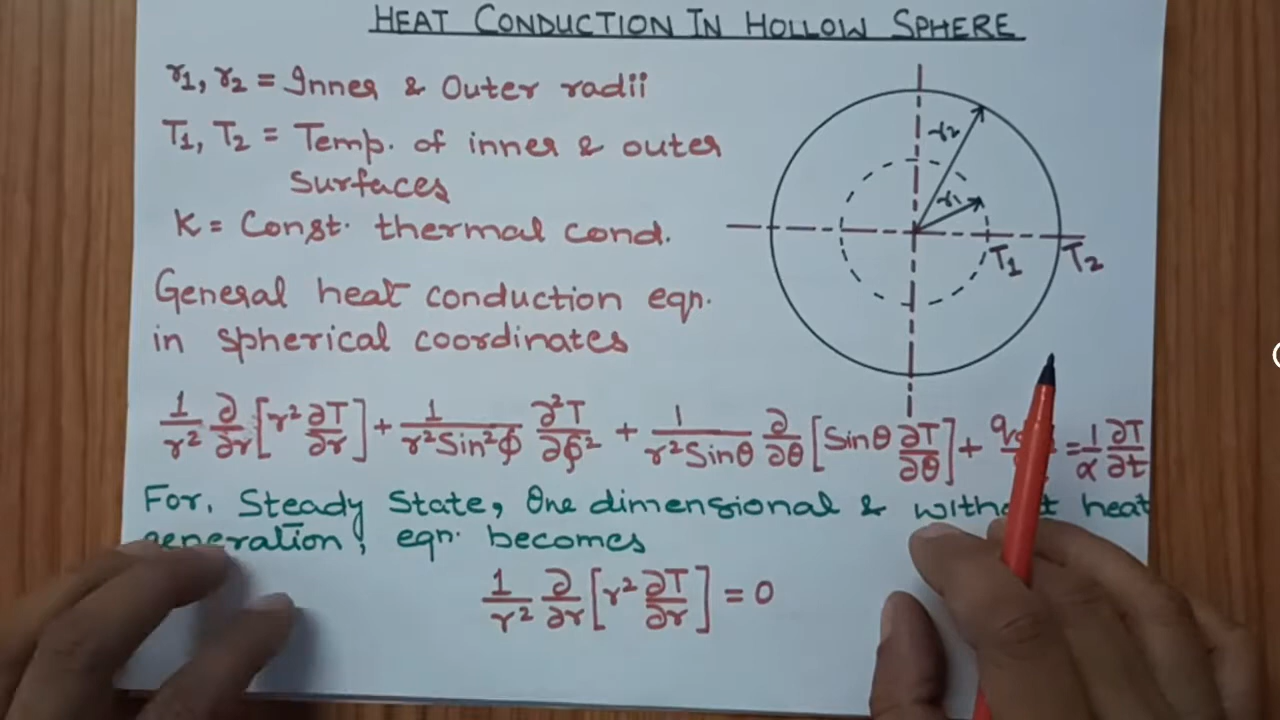 HEAT CONDUCTION IN HOLLOW SPHERE
r1, r2 = Inner & Outer radii
T1, T2 = Temp. of inner & outer
surfaces
K = Const. thermal cond.
General heat conduction eqn.
in spherical coordinates
r2
r1
T1
T2
1/r² ∂/∂r [r² ∂T/∂r] + 1/(r² Sin²ϕ) ∂²T/∂ϕ² + 1/(r² Sinθ) ∂/∂θ [Sinθ ∂T/∂θ] + = 1/α ∂T/∂t
For, Steady State, One dimensional & without heat
generation, eqn. becomes
1/r² ∂/∂r [r² ∂T/∂r] = 0